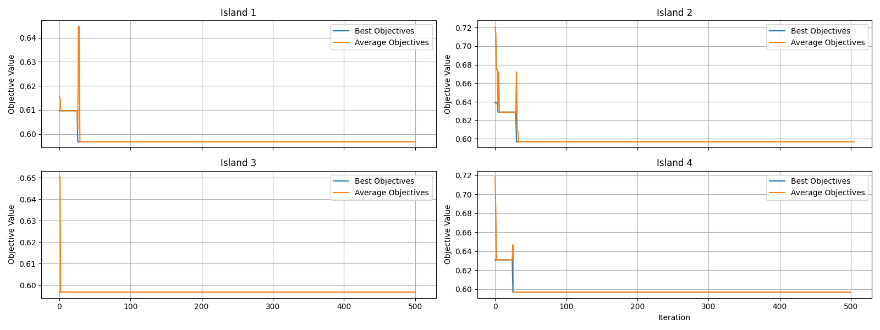 Island 1
Objective Value
0.64
0.63
0.62
0.61
0.60
Best Objectives
Average Objectives
Island 2
Objective Value
0.72
0.70
0.68
0.66
0.64
0.62
0.60
Best Objectives
Average Objectives
Island 3
Objective Value
0.65
0.64
0.63
0.62
0.61
0.60
0
100
200
300
400
500
Best Objectives
Average Objectives
Island 4
Objective Value
0.72
0.70
0.68
0.66
0.64
0.62
0.60
0
100
200
300
400
500
Best Objectives
Average Objectives
Iteration